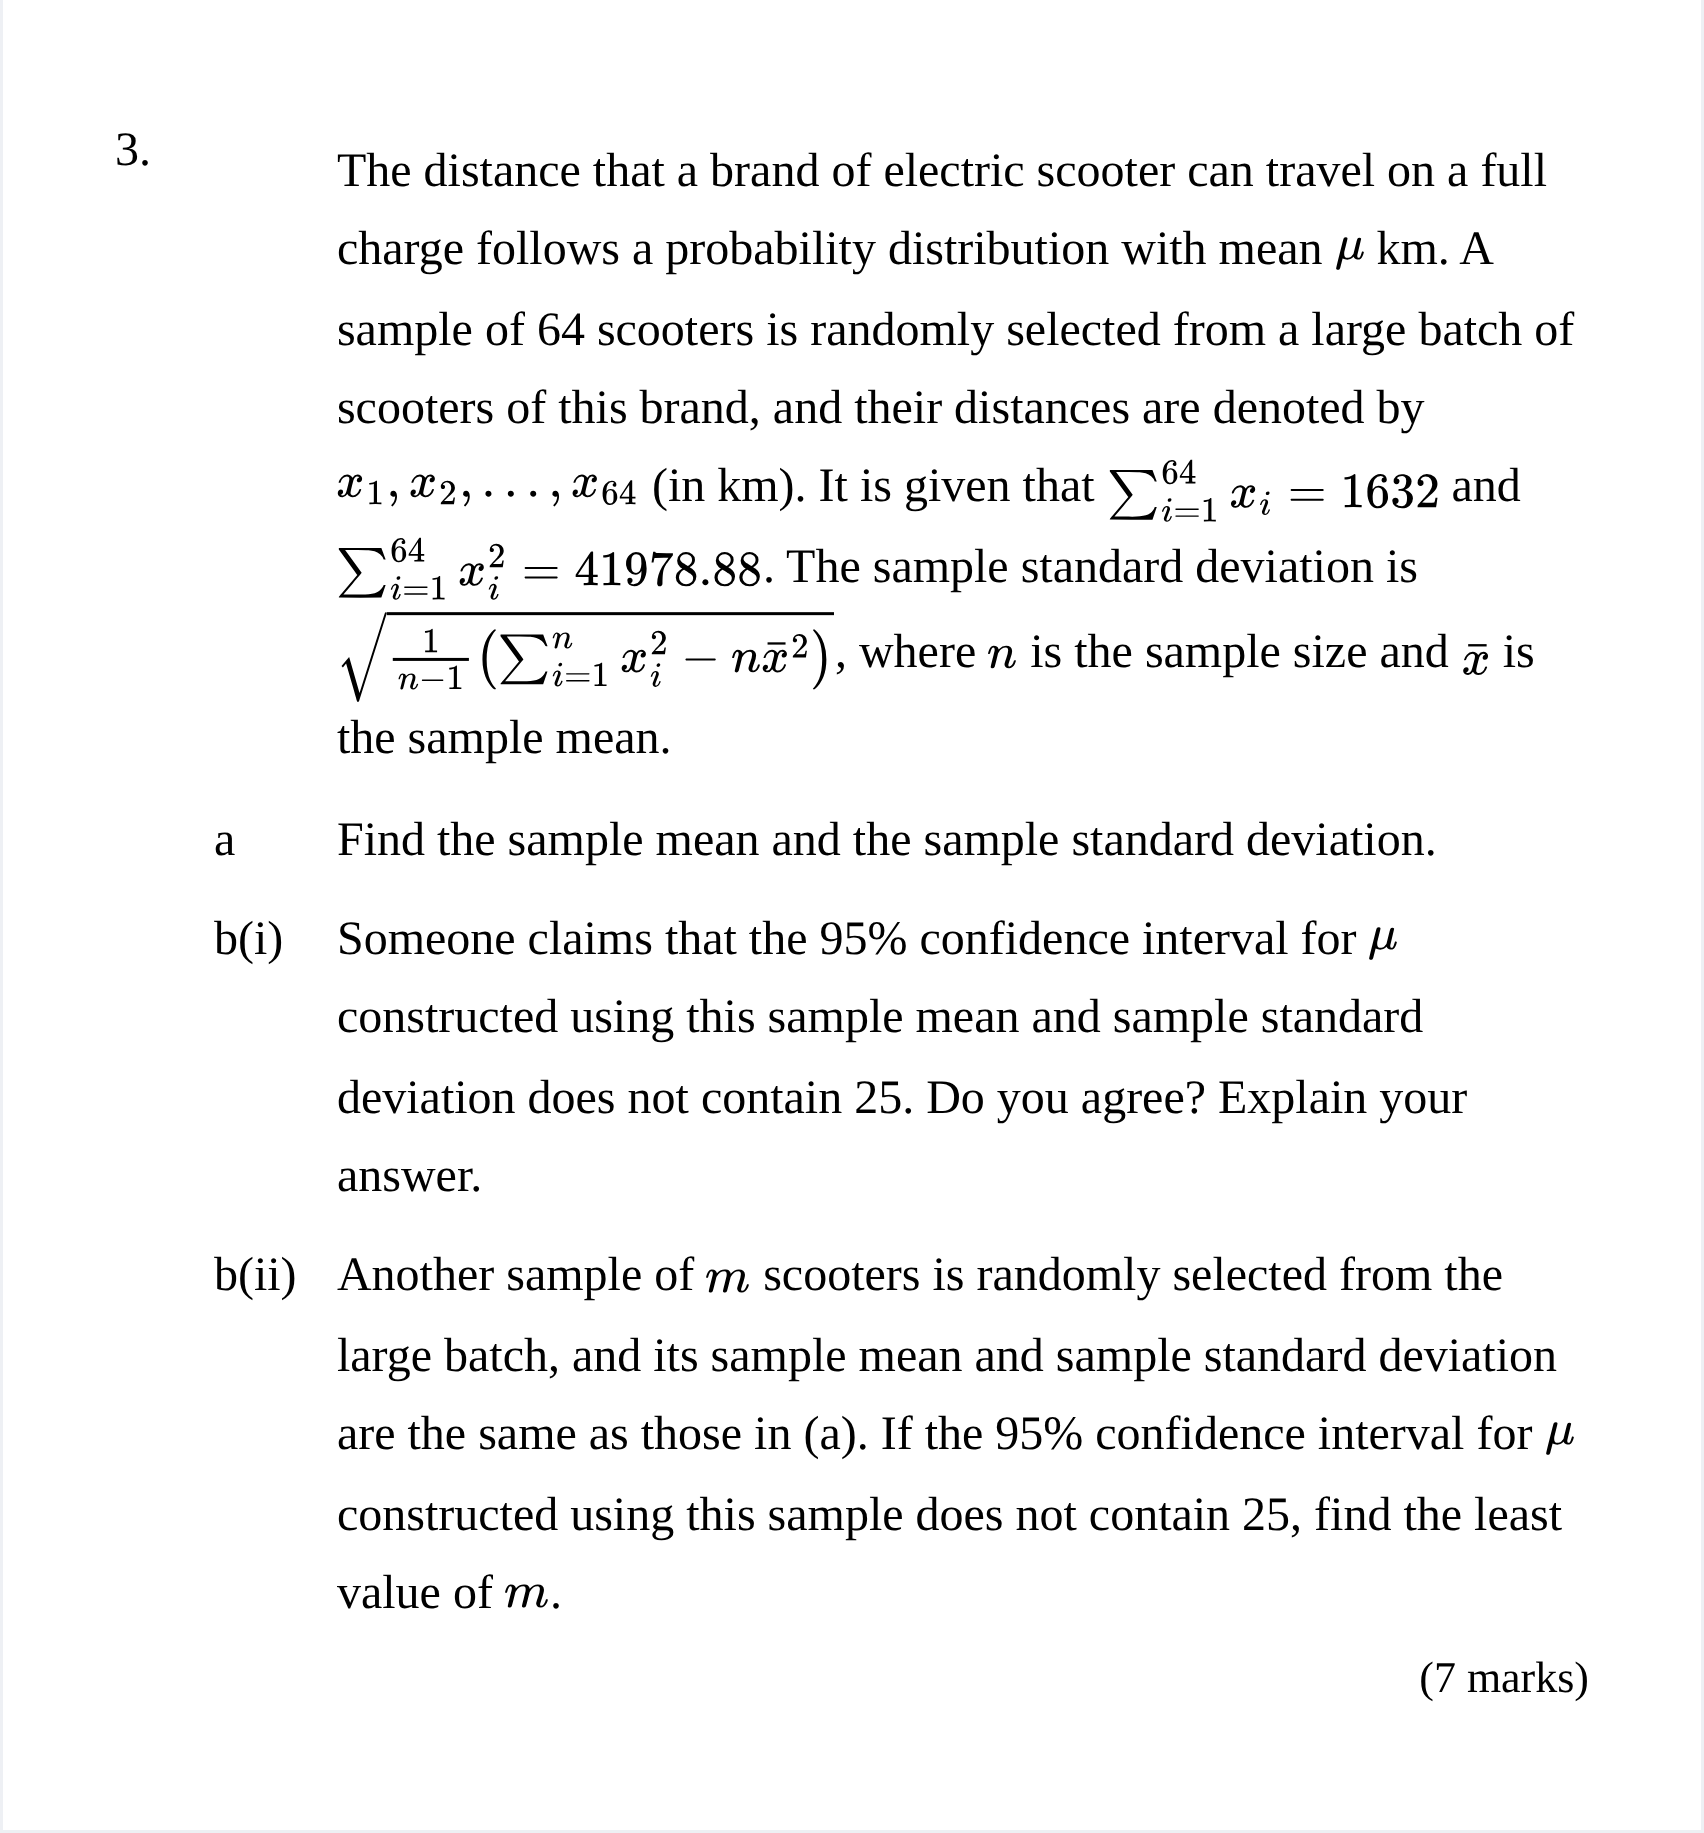 3.
The distance that a brand of electric scooter can travel on a full
charge follows a probability distribution with mean μ km. A
sample of 64 scooters is randomly selected from a large batch of
scooters of this brand, and their distances are denoted by
x₁, x₂, . . . , x₆₄ (in km). It is given that ∑_{i=1}^{64} x_i = 1632 and
∑_{i=1}^{64} x_i^2 = 41978.88. The sample standard deviation is
√(1/(n−1) (∑_{i=1}^{n} x_i^2 − nx̄²)), where n is the sample size and x̄ is
the sample mean.
a Find the sample mean and the sample standard deviation.
b(i) Someone claims that the 95% confidence interval for μ
constructed using this sample mean and sample standard
deviation does not contain 25. Do you agree? Explain your
answer.
b(ii) Another sample of m scooters is randomly selected from the
large batch, and its sample mean and sample standard deviation
are the same as those in (a). If the 95% confidence interval for μ
constructed using this sample does not contain 25, find the least
value of m.
(7 marks)